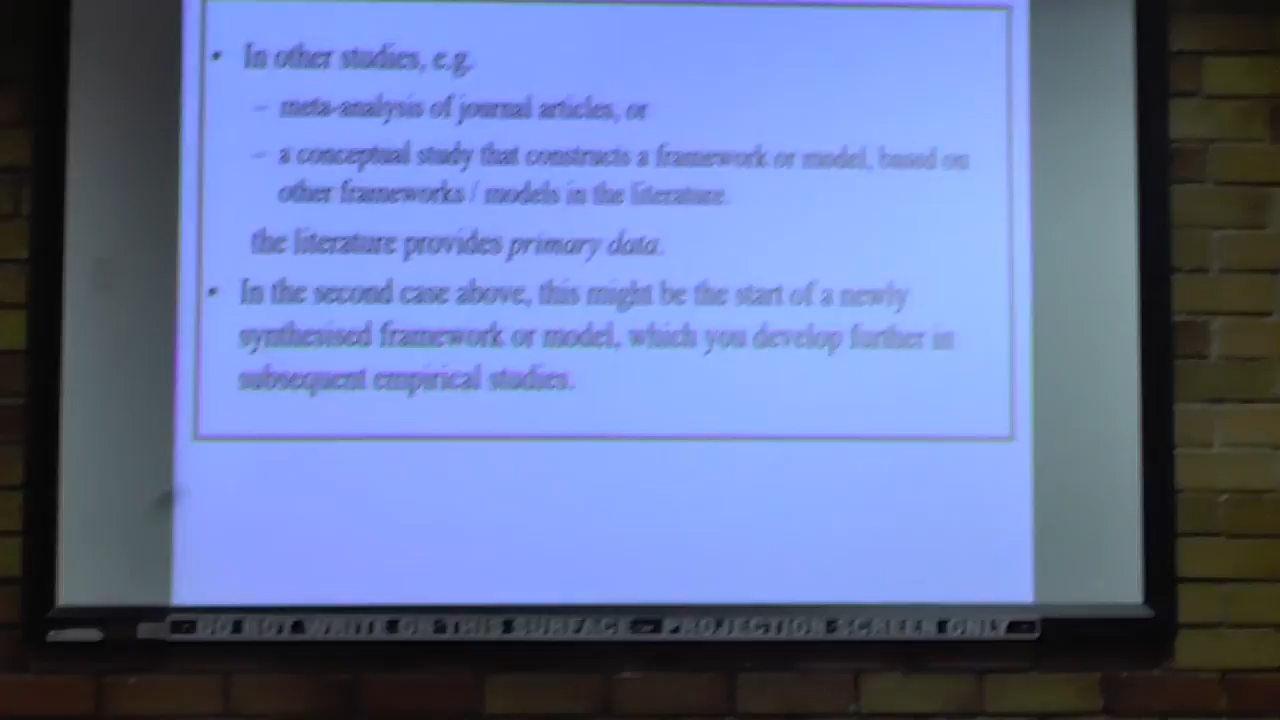 • In other studies, e.g.
– meta-analysis of journal articles, or
– a conceptual study that constructs a framework or model, based on
other frameworks / models in the literature.
the literature provides primary data.
• In the second case above, this might be the start of a newly
synthesised framework or model, which you develop further in
subsequent empirical studies.
DO NOT WRITE ON THIS SURFACE - PROJECTION SCREEN ONLY